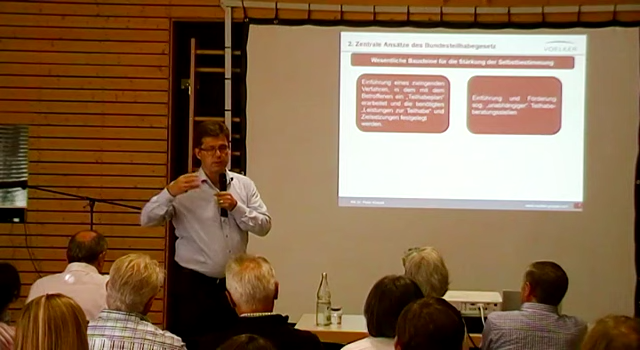 2. Zentrale Ansätze des Bundesteilhabegesetz
VOELKER
Wesentliche Bausteine für die Stärkung der Selbstbestimmung
Einführung eines zwingenden
Verfahren, in dem mit dem
Betroffenen ein „Teilhabeplan"
erarbeitet und die benötigten
„Leistungen zur Teilhabe" und
Zielsetzungen festgelegt
werden.
Einführung und Förderung
sog. „unabhängiger" Teilhabe-
beratungsstellen.